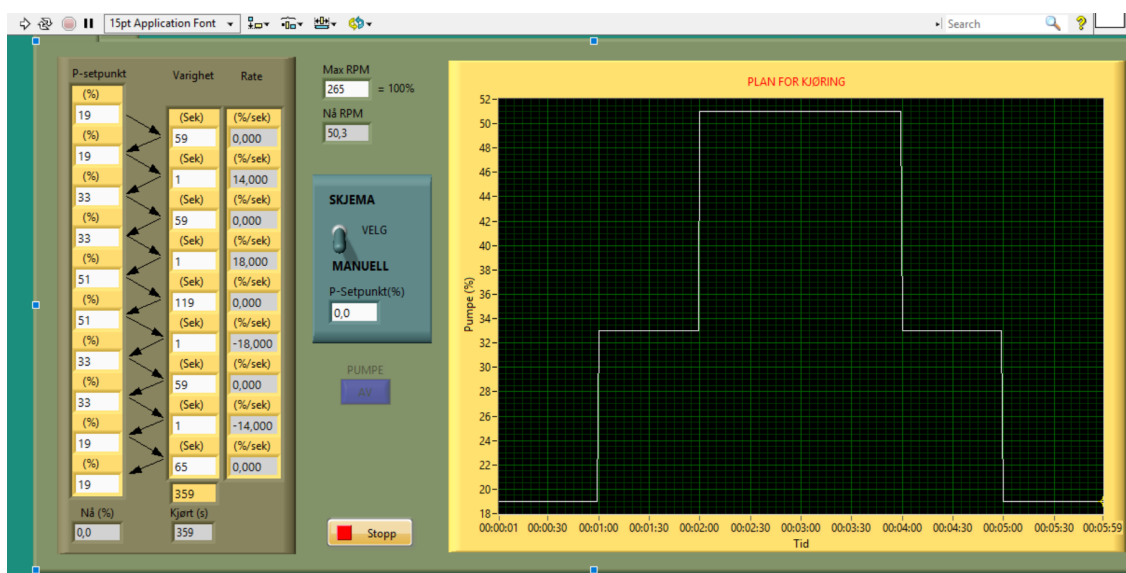 15pt Application Font
Search
P-setpunkt Varighet Rate
(%)
19 (Sek) (%/sek)
(%) 59 0,000
19 (Sek) (%/sek)
(%) 1 14,000
33 (Sek) (%/sek)
(%) 59 0,000
33 (Sek) (%/sek)
(%) 1 18,000
51 (Sek) (%/sek)
(%) 119 0,000
51 (Sek) (%/sek)
(%) 1 -18,000
33 (Sek) (%/sek)
(%) 59 0,000
33 (Sek) (%/sek)
(%) 1 -14,000
19 (Sek) (%/sek)
(%) 65 0,000
19 359
Nå (%) Kjørt (s)
0,0 359
Max RPM
265 = 100%
Nå RPM
50,3
SKJEMA
VELG
MANUELL
P-Setpunkt(%)
0,0
PUMPE
AV
Stopp
PLAN FOR KJØRING
Pumpe (%)
52
50
48
46
44
42
40
38
36
34
32
30
28
26
24
22
20
18
00:00:01 00:00:30 00:01:00 00:01:30 00:02:00 00:02:30 00:03:00 00:03:30 00:04:00 00:04:30 00:05:00 00:05:30 00:05:59
Tid